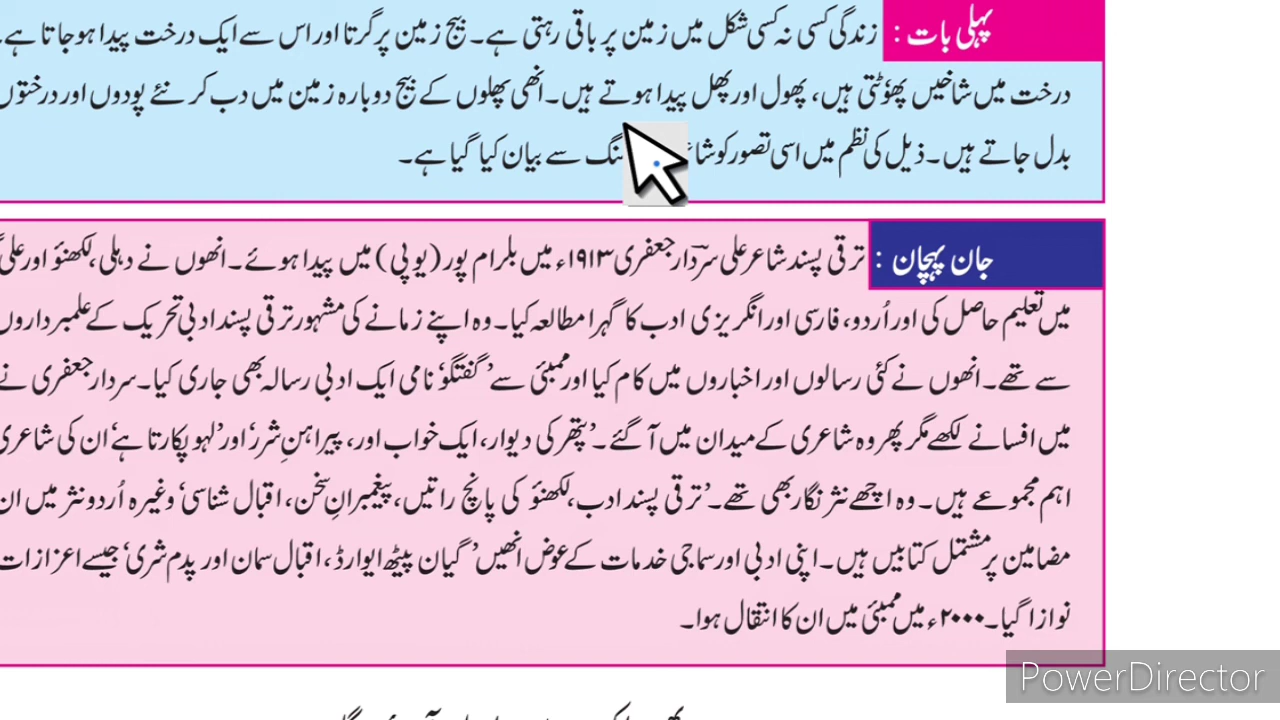 پہلی بات : زندگی کسی نہ کسی شکل میں زمین پر باقی رہتی ہے۔ بیج زمین پر گرتا اور اس سے ایک درخت پیدا ہو جاتا ہے
درخت میں شاخیں پھوٗٹتی ہیں، پھول اور پھل پیدا ہوتے ہیں۔ انھی پھلوں کے بیج دوبارہ زمین میں دب کر نئے پودوں اور درختوں
بدل جاتے ہیں۔ ذیل کی نظم میں اسی تصور کو سے بیان کیا گیا ہے۔
جان پہچان : ترقی پسند شاعر علی سردارؔ جعفری ۱۹۱۳ء میں بلرام پور (یوپی) میں پیدا ہوئے۔ انھوں نے دہلی، لکھنؤ اور
میں تعلیم حاصل کی اور اُردو، فارسی اور انگریزی ادب کا گہرا مطالعہ کیا۔ وہ اپنے زمانے کی مشہور ترقی پسند ادبی تحریک کے علمبرداروں
سے تھے۔ انھوں نے کئی رسالوں اور اخباروں میں کام کیا اور ممبئی سے ’گفتگو‘ نامی ایک ادبی رسالہ بھی جاری کیا۔ سردار جعفری نے
میں افسانے لکھے مگر پھر وہ شاعری کے میدان میں آ گئے۔ ’پتھر کی دیوار، ایک خواب اور، پیراہنِ شرر‘ اور ’لہو پکارتا ہے‘ ان کی شاعری
اہم مجموعے ہیں۔ وہ اچھے نثر نگار بھی تھے۔ ’ترقی پسند ادب، لکھنؤ کی پانچ راتیں، پیغمبرانِ سخن، اقبال شناسی‘ وغیرہ اُردو نثر میں ان
مضامین پر مشتمل کتابیں ہیں۔ اپنی ادبی اور سماجی خدمات کے عوض انھیں ’گیان پیٹھ ایوارڈ، اقبال سمان اور پدم شری‘ جیسے اعزازات
نوازا گیا۔ ۲۰۰۰ء میں ممبئی میں ان کا انتقال ہوا۔
PowerDirector